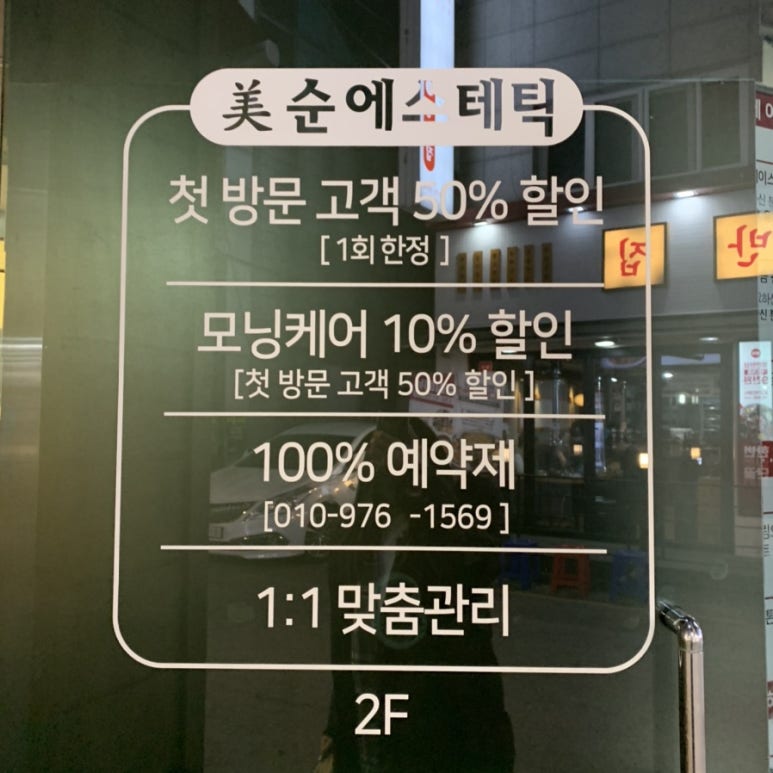 美 순에스테틱
첫 방문 고객 50% 할인
[ 1회 한정 ]
모닝케어 10% 할인
[첫 방문 고객 50% 할인 ]
100% 예약제
[010-976 -1569 ]
1:1 맞춤관리
2F
집
반